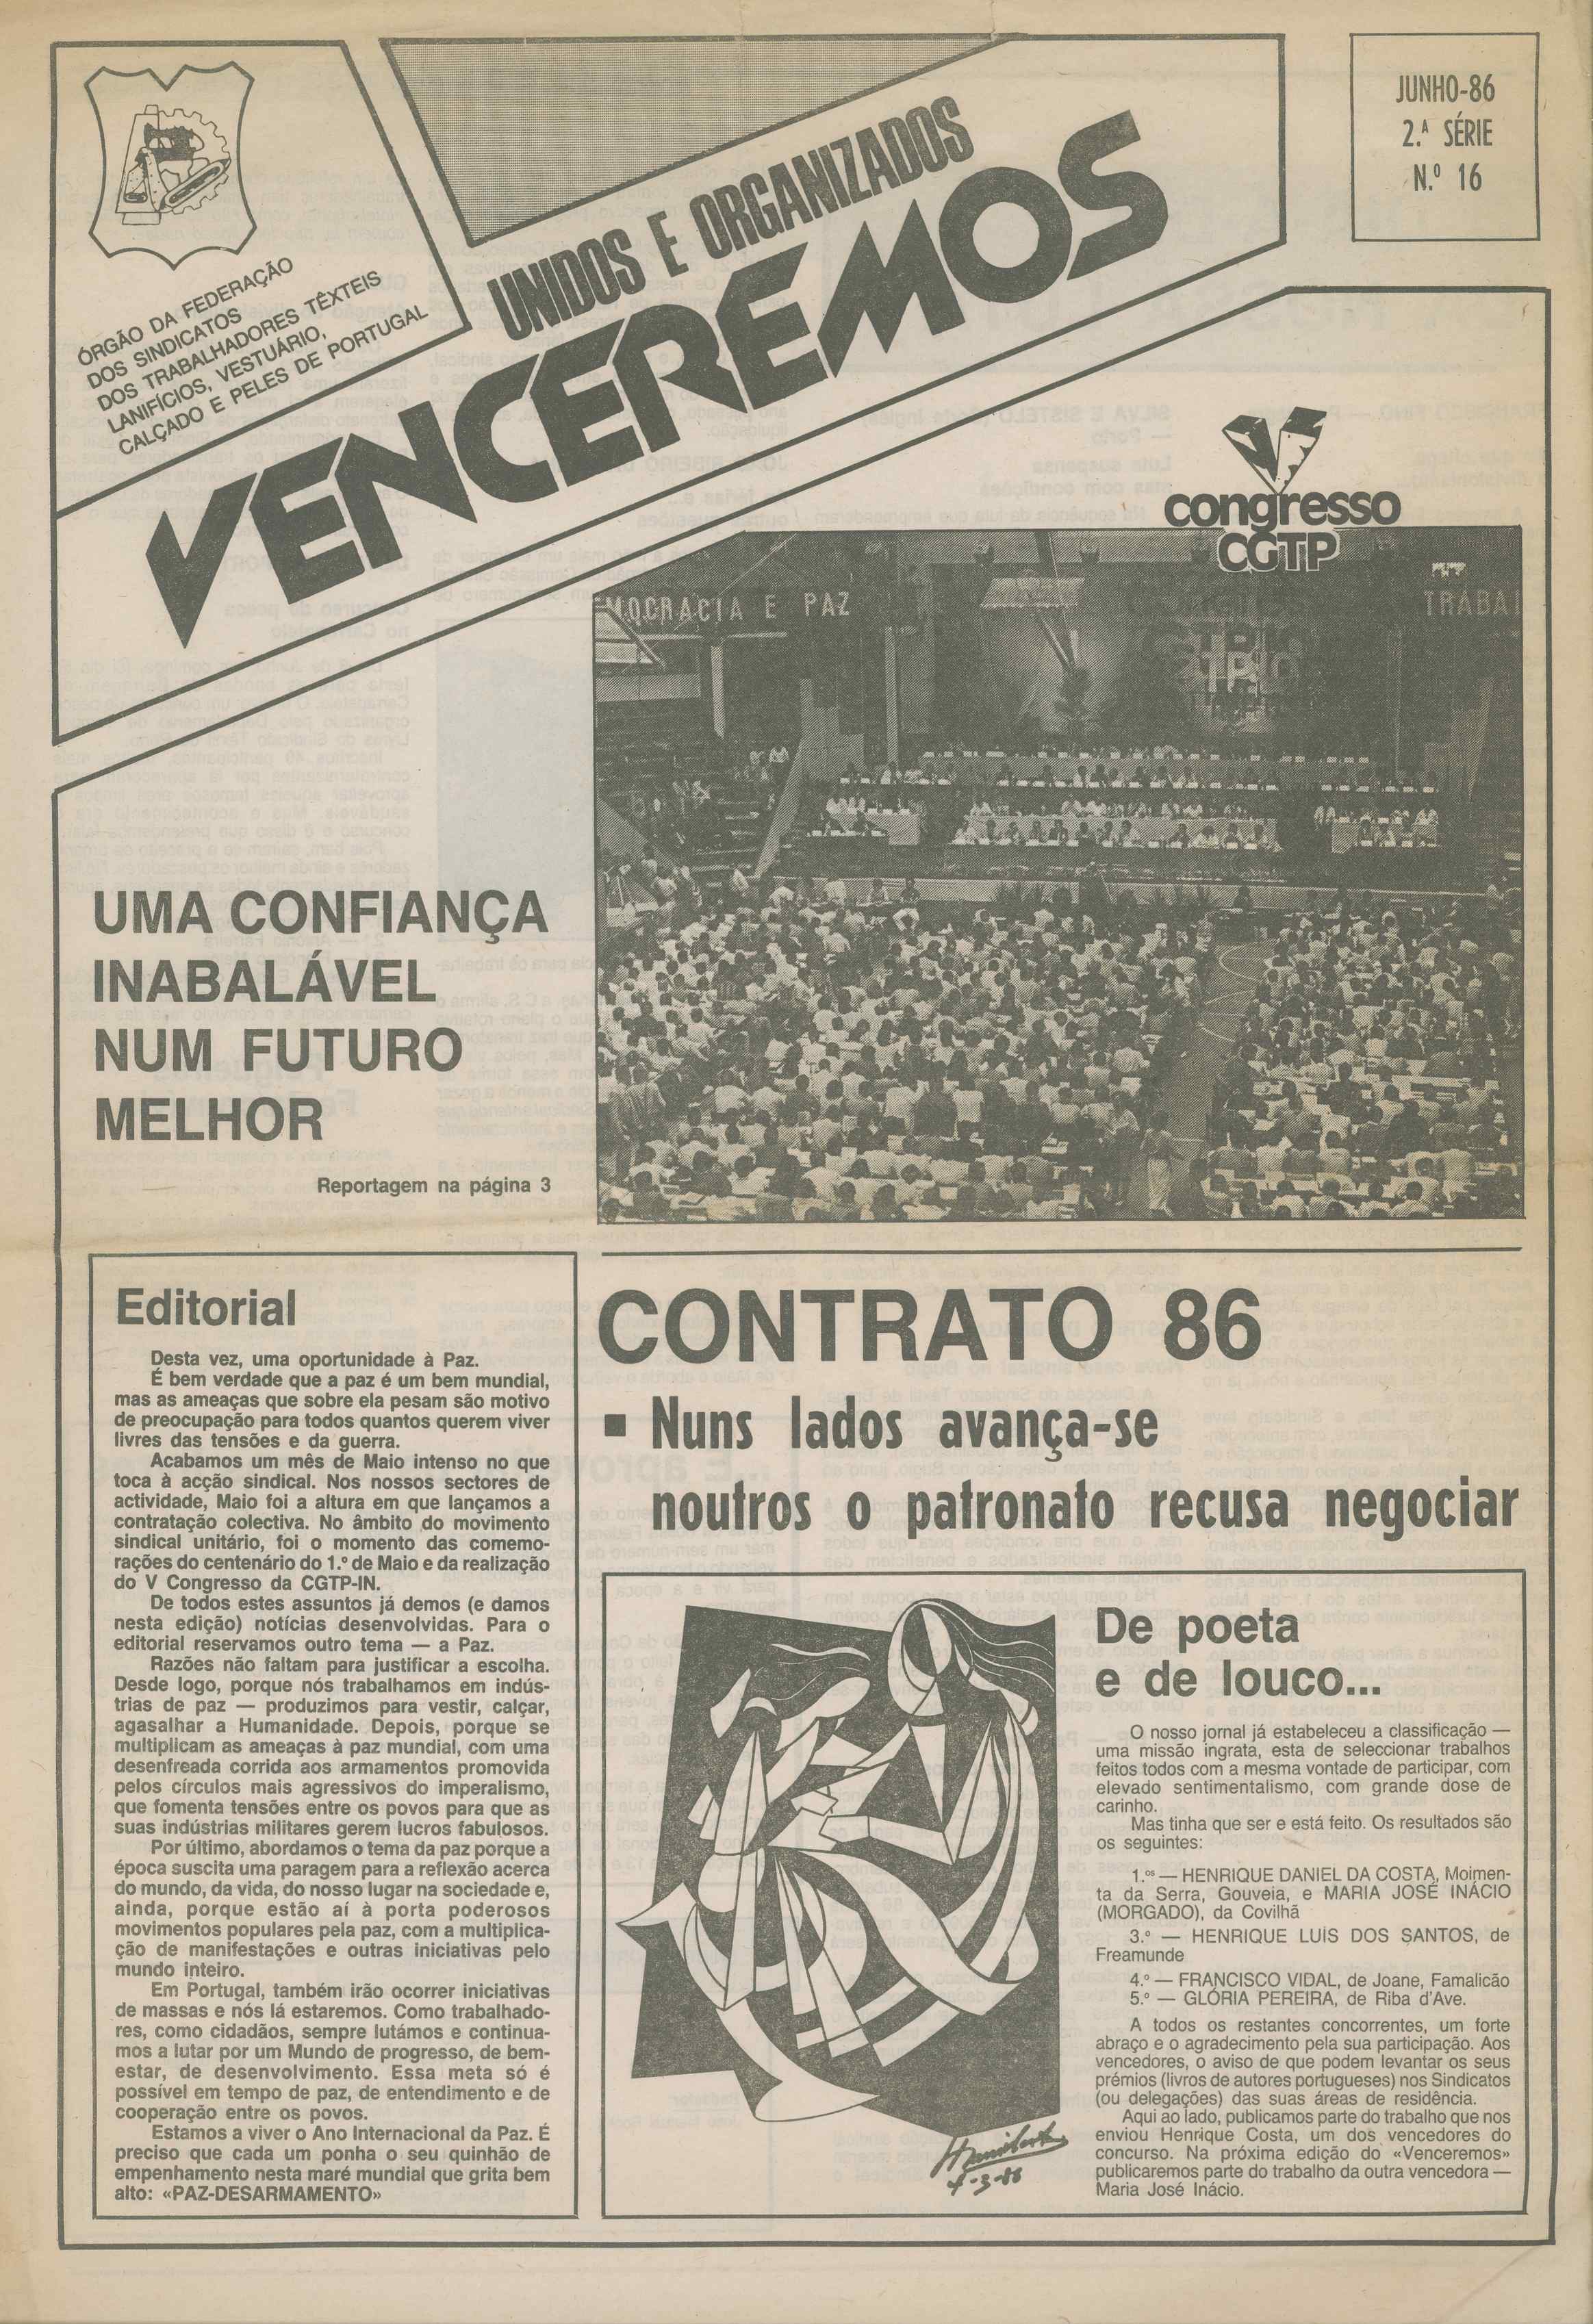 JUNHO-86
2.ª SÉRIE
N.º 16
UNIDOS E ORGANIZADOS
VENCEREMOS
ÓRGÃO DA FEDERAÇÃO
DOS SINDICATOS
DOS TRABALHADORES TÊXTEIS
LANIFÍCIOS, VESTUÁRIO,
CALÇADO E PELES DE PORTUGAL
V
congresso
CGTP
EMOCRACIA E PAZ
TRABA
UMA CONFIANÇA
INABALÁVEL
NUM FUTURO
MELHOR
Reportagem na página 3
Editorial
Desta vez, uma oportunidade à Paz.
É bem verdade que a paz é um bem mundial,
mas as ameaças que sobre ela pesam são motivo
de preocupação para todos quantos querem viver
livres das tensões e da guerra.
Acabamos um mês de Maio intenso no que
toca à acção sindical. Nos nossos sectores de
actividade, Maio foi a altura em que lançamos a
contratação colectiva. No âmbito do movimento
sindical unitário, foi o momento das comemo-
rações do centenário do 1.º de Maio e da realização
do V Congresso da CGTP-IN.
De todos estes assuntos já demos (e damos
nesta edição) notícias desenvolvidas. Para o
editorial reservamos outro tema — a Paz.
Razões não faltam para justificar a escolha.
Desde logo, porque nós trabalhamos em indús-
trias de paz — produzimos para vestir, calçar,
agasalhar a Humanidade. Depois, porque se
multiplicam as ameaças à paz mundial, com uma
desenfreada corrida aos armamentos promovida
pelos círculos mais agressivos do imperalismo,
que fomenta tensões entre os povos para que as
suas indústrias militares gerem lucros fabulosos.
Por último, abordamos o tema da paz porque a
época suscita uma paragem para a reflexão acerca
do mundo, da vida, do nosso lugar na sociedade e,
ainda, porque estão aí à porta poderosos
movimentos populares pela paz, com a multiplica-
ção de manifestações e outras iniciativas pelo
mundo inteiro.
Em Portugal, também irão ocorrer iniciativas
de massas e nós lá estaremos. Como trabalhado-
res, como cidadãos, sempre lutámos e continua-
mos a lutar por um Mundo de progresso, de bem-
estar, de desenvolvimento. Essa meta só é
possível em tempo de paz, de entendimento e de
cooperação entre os povos.
Estamos a viver o Ano Internacional da Paz. É
preciso que cada um ponha o seu quinhão de
empenhamento nesta maré mundial que grita bem
alto: «PAZ-DESARMAMENTO»
CONTRATO 86
▪ Nuns lados avança-se
noutros o patronato recusa negociar
4-3-86
De poeta
e de louco...
O nosso jornal já estabeleceu a classificação —
uma missão ingrata, esta de seleccionar trabalhos
feitos todos com a mesma vontade de participar, com
elevado sentimentalismo, com grande dose de
carinho.
Mas tinha que ser e está feito. Os resultados são
os seguintes:
1.ºs — HENRIQUE DANIEL DA COSTA, Moimen-
ta da Serra, Gouveia, e MARIA JOSÉ INÁCIO
(MORGADO), da Covilhã
3.º — HENRIQUE LUIS DOS SANTOS, de
Freamunde
4.º — FRANCISCO VIDAL, de Joane, Famalicão
5.º — GLÓRIA PEREIRA, de Riba d'Ave.
A todos os restantes concorrentes, um forte
abraço e o agradecimento pela sua participação. Aos
vencedores, o aviso de que podem levantar os seus
prémios (livros de autores portugueses) nos Sindicatos
(ou delegações) das suas áreas de residência.
Aqui ao lado, publicamos parte do trabalho que nos
enviou Henrique Costa, um dos vencedores do
concurso. Na próxima edição do «Venceremos»
publicaremos parte do trabalho da outra vencedora —
Maria José Inácio.